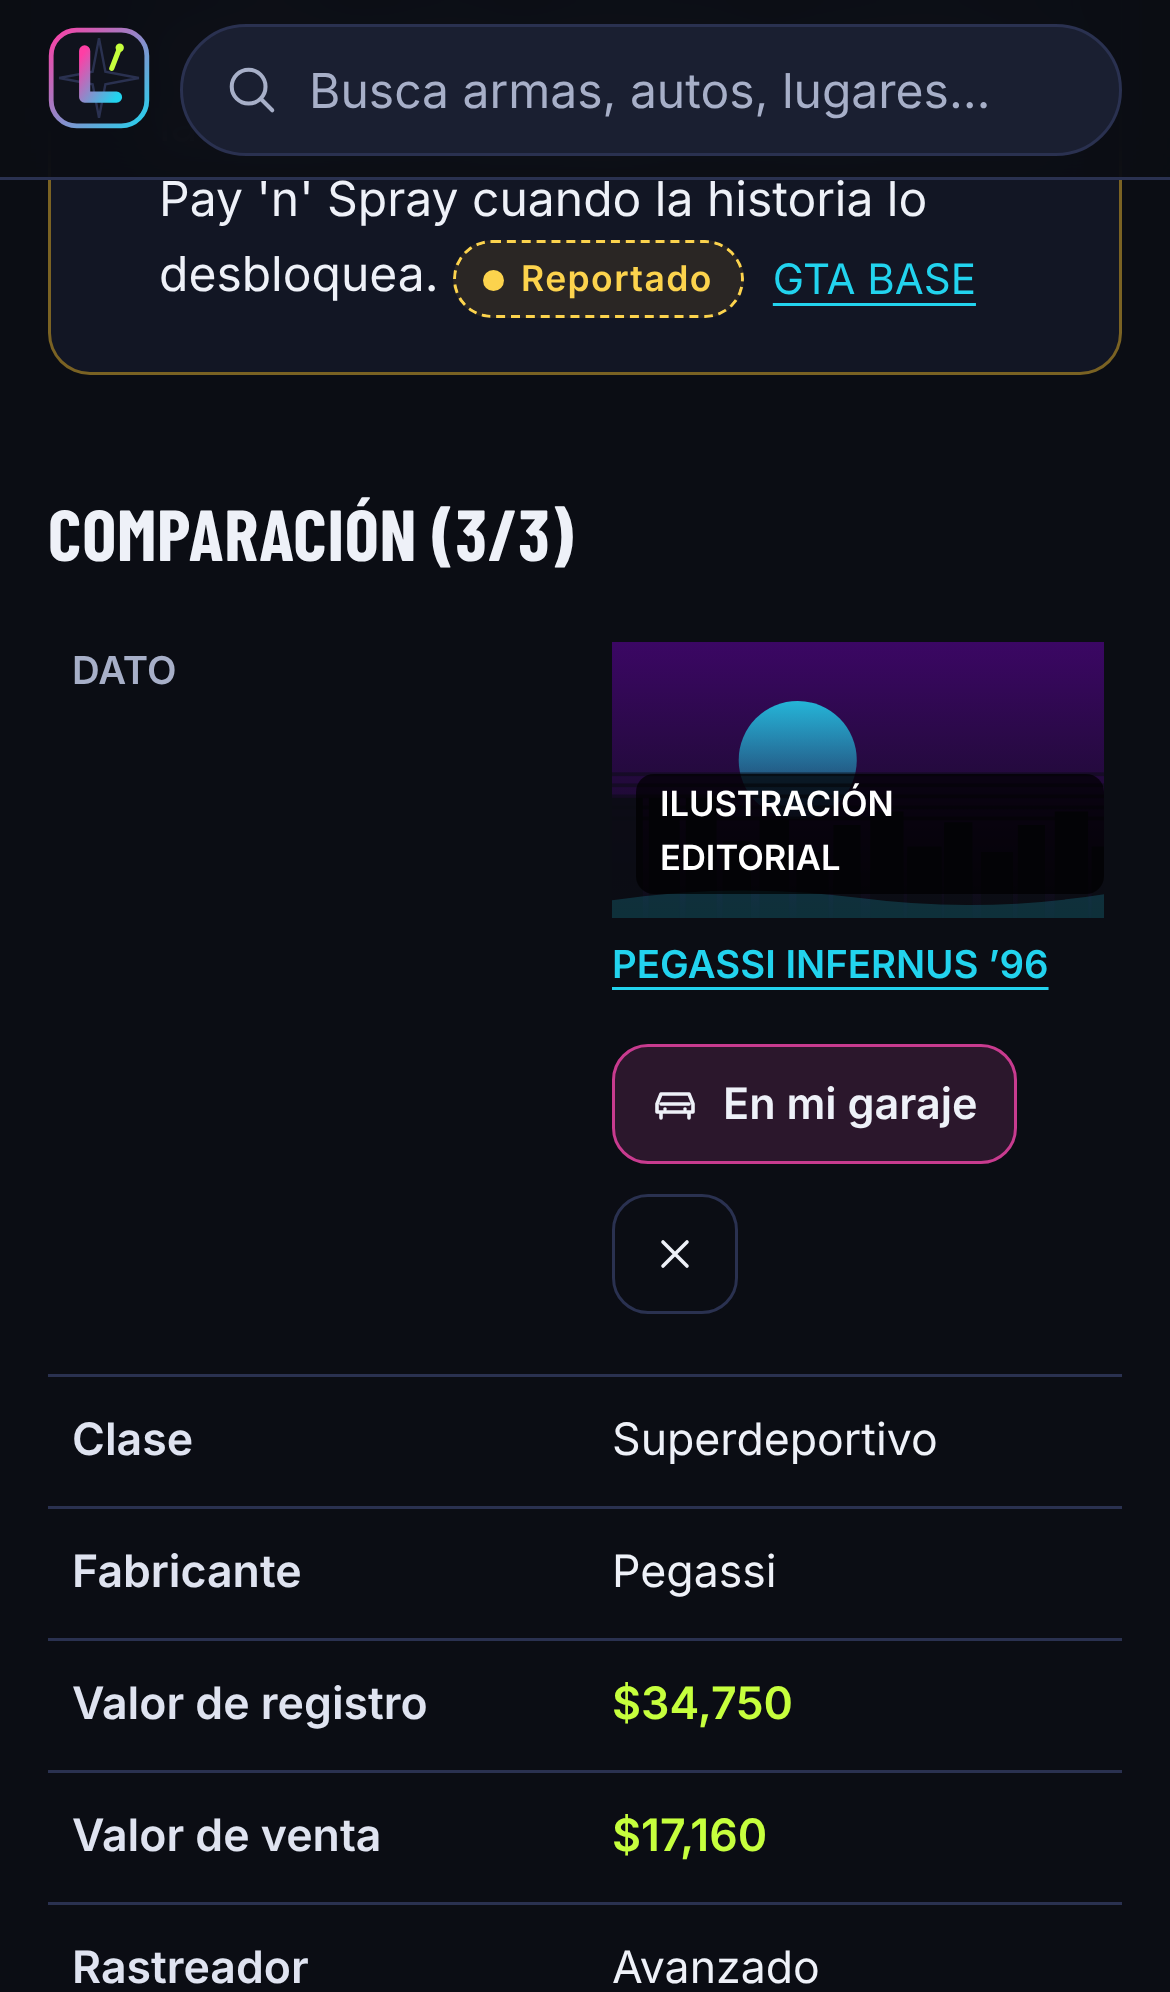 Busca armas, autos, lugares...
Pay 'n' Spray cuando la historia lo
desbloquea. Reportado GTA BASE
COMPARACIÓN (3/3)
DATO
ILUSTRACIÓN
EDITORIAL
PEGASSI INFERNUS ’96
En mi garaje
Clase Superdeportivo
Fabricante Pegassi
Valor de registro $34,750
Valor de venta $17,160
Rastreador Avanzado